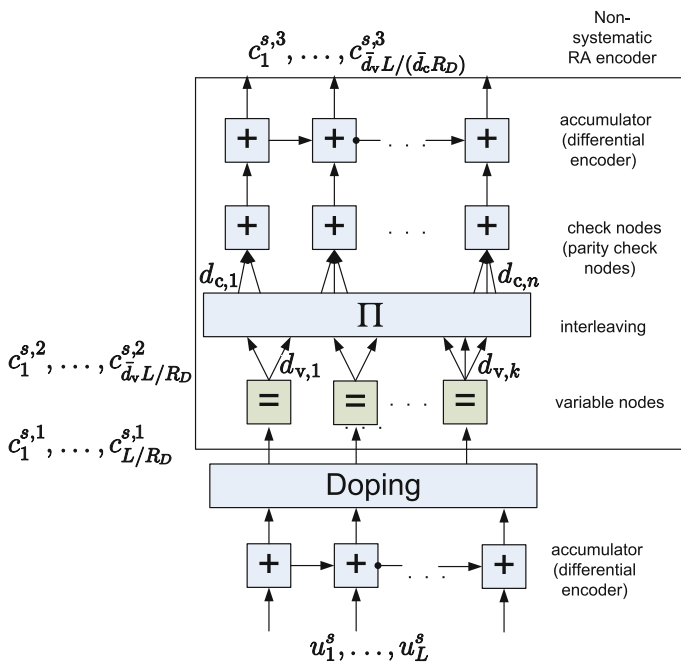 Non-
systematic
RA encoder
c_1^{s,3}, . . . , c_{\bar{d}_v L/(\bar{d}_c R_D)}^{s,3}
accumulator
(differential
encoder)
+ + . . . +
check nodes
(parity check
nodes)
+ + . . . +
d_{c,1} d_{c,n}
Π
interleaving
c_1^{s,2}, . . . , c_{\bar{d}_v L/R_D}^{s,2}
d_{v,1} d_{v,k}
= = . . . =
variable nodes
. . . .
c_1^{s,1}, . . . , c_{L/R_D}^{s,1}
Doping
accumulator
(differential
encoder)
+ + . . . +
u_1^s, . . . , u_L^s